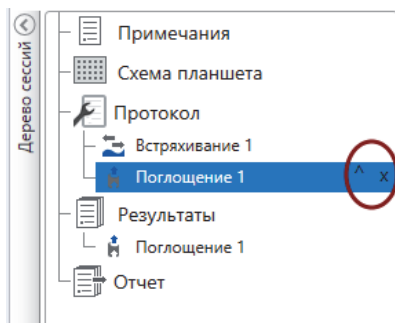 Дерево сессий
Примечания
Схема планшета
Протокол
Встряхивание 1
Поглощение 1 ^ x
Результаты
Поглощение 1
Отчет